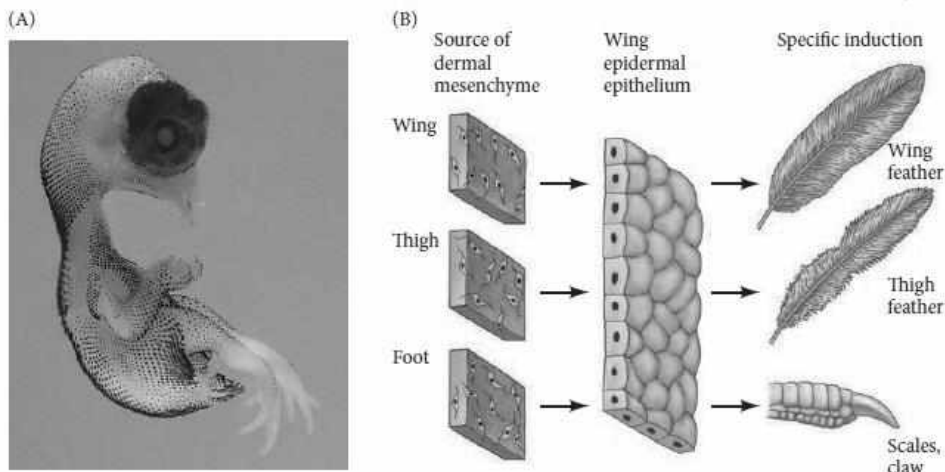 (A)
(B)
Source of
dermal
mesenchyme
Wing
epidermal
epithelium
Specific induction
Wing
Thigh
Foot
Wing
feather
Thigh
feather
Scales,
claw